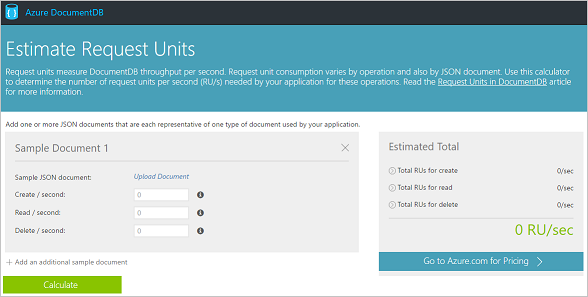 Azure DocumentDB
Estimate Request Units
Request units measure DocumentDB throughput per second. Request unit consumption varies by operation and also by JSON document. Use this calculator
to determine the number of request units per second (RU/s) needed by your application for these operations. Read the Request Units in DocumentDB article
for more information.
Add one or more JSON documents that are each representative of one type of document used by your application.
Sample Document 1
Sample JSON document: Upload Document
Create / second: 0
Read / second: 0
Delete / second: 0
+ Add an additional sample document
Calculate
Estimated Total
Total RUs for create 0/sec
Total RUs for read 0/sec
Total RUs for delete 0/sec
0 RU/sec
Go to Azure.com for Pricing